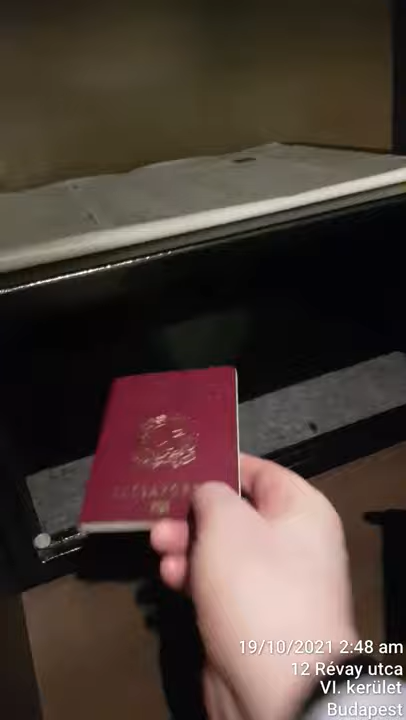 19/10/2021 2:48 am
12 Révay utca
VI. kerület
Budapest